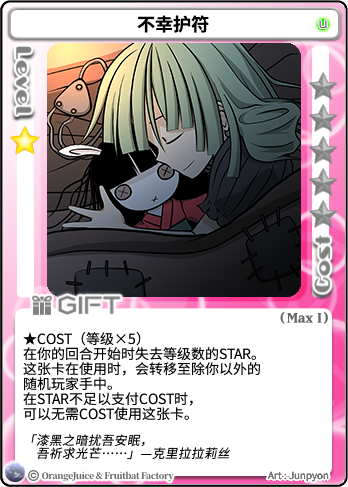 不幸护符
U
Level
Cost
GIFT
(Max 1)
★COST（等级×5）
在你的回合开始时失去等级数的STAR。
这张卡在使用时，会转移至除你以外的
随机玩家手中。
在STAR不足以支付COST时，
可以无需COST使用这张卡。
「漆黑之暗扰吾安眠，
吾祈求光芒……」—克里拉拉莉丝
© OrangeJuice & Fruitbat Factory
Art.: Junpyon